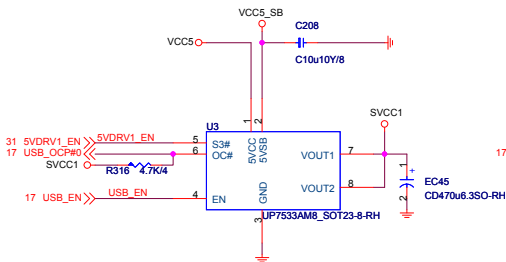 VCC5_SB
C208
VCC5
C10u10Y/8
SVCC1
U3
1
2
31 5VDRV1_EN
5VDRV1_EN
5
S3#
5VCC
5VSB
17 USB_OCP#0
6
OC#
VOUT1
7
17
SVCC1
R316 4.7K/4
1
+
VOUT2
8
EC45
17 USB_EN
USB_EN
4
EN
GND
2
CD470u6.3SO-RH
UP7533AM8_SOT23-8-RH
3